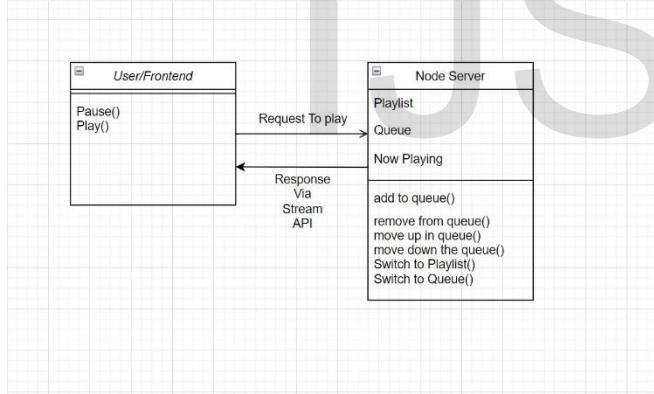 IJS
User/Frontend
Pause()
Play()
Request To play
Response
Via
Stream
API
Node Server
Playlist
Queue
Now Playing
add to queue()
remove from queue()
move up in queue()
move down the queue()
Switch to Playlist()
Switch to Queue()